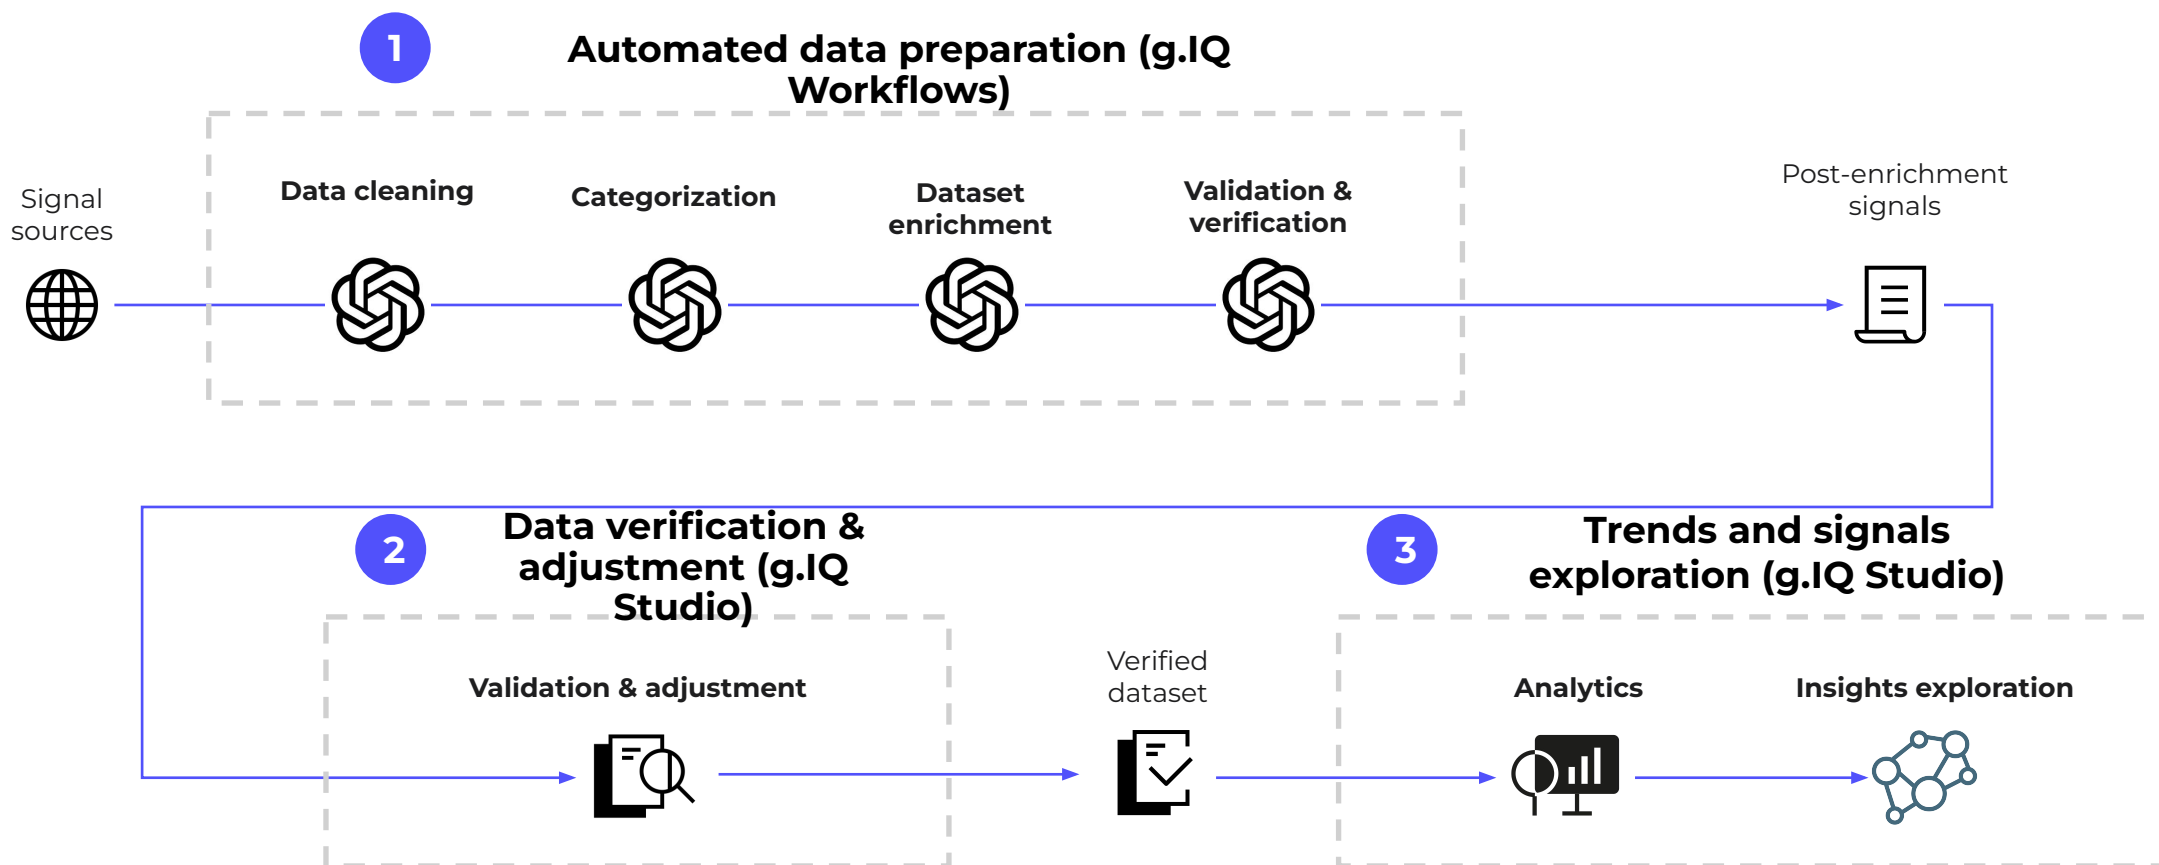 1
Automated data preparation (g.IQ
Workflows)
Signal
sources
Data cleaning
Categorization
Dataset
enrichment
Validation &
verification
Post-enrichment
signals
2
Data verification &
adjustment (g.IQ
Studio)
Validation & adjustment
Verified
dataset
3
Trends and signals
exploration (g.IQ Studio)
Analytics
Insights exploration